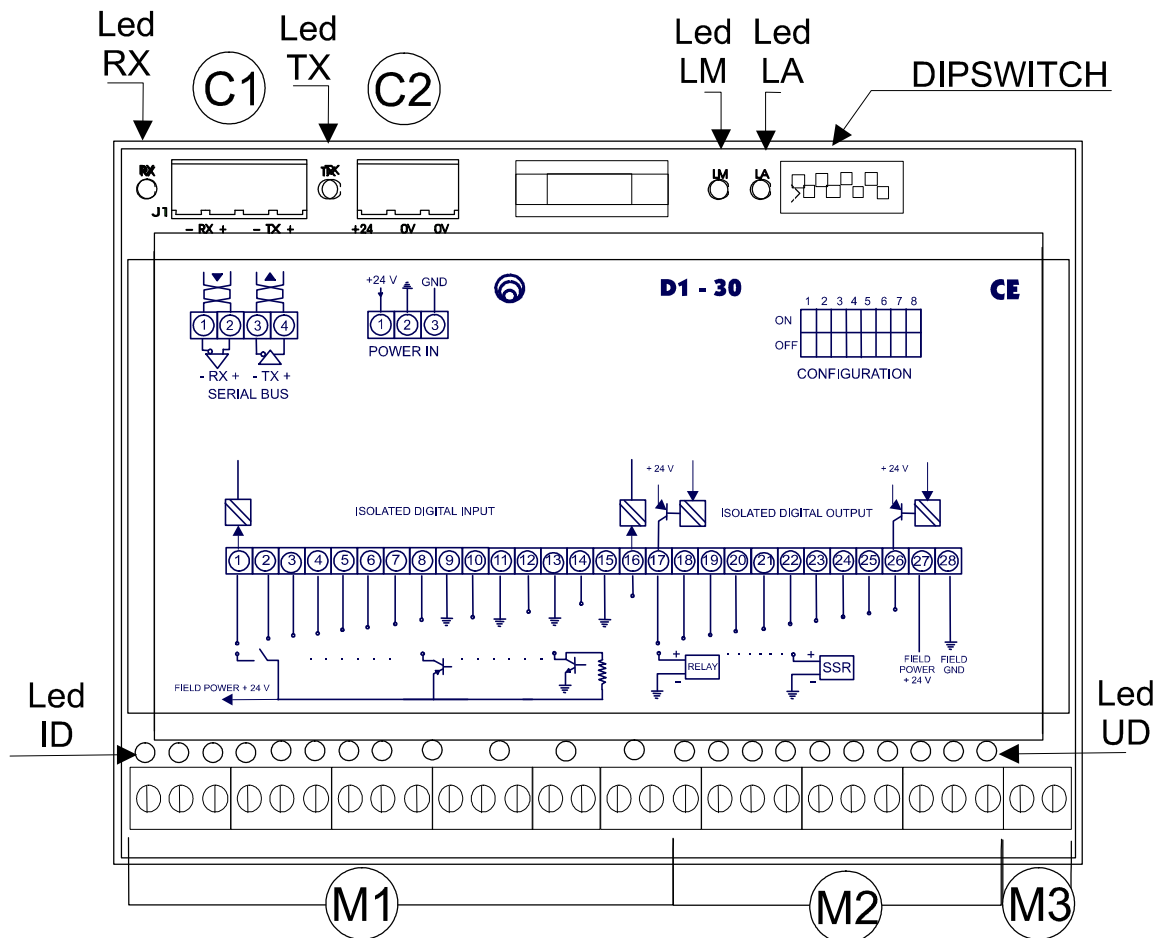 Led Led Led Led
RX TX LM LA
C1 C2
DIPSWITCH
RX LM LA
J1
- RX + - TX + +24 0V 0V
+24 V GND
D1 - 30 CE
1 2 3 4 5 6 7 8
1 2 3 4
1 2 3
ON
OFF
POWER IN
CONFIGURATION
- RX + - TX +
SERIAL BUS
+ 24 V + 24 V
ISOLATED DIGITAL INPUT ISOLATED DIGITAL OUTPUT
1 2 3 4 5 6 7 8 9 10 11 12 13 14 15 16 17 18 19 20 21 22 23 24 25 26 27 28
+ RELAY -
+ SSR -
FIELD POWER + 24 V
FIELD GND
FIELD POWER + 24 V
Led
ID
Led
UD
M1 M2 M3